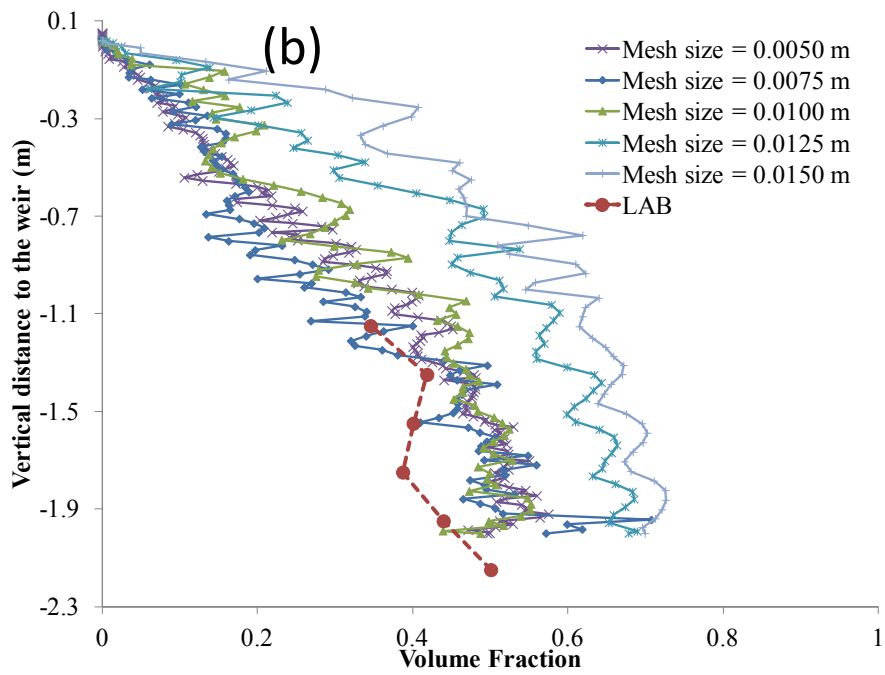 (b)
Mesh size = 0.0050 m
Mesh size = 0.0075 m
Mesh size = 0.0100 m
Mesh size = 0.0125 m
Mesh size = 0.0150 m
LAB
Vertical distance to the weir (m)
0.1
-0.3
-0.7
-1.1
-1.5
-1.9
-2.3
0 0.2 0.4 0.6 0.8 1
Volume Fraction